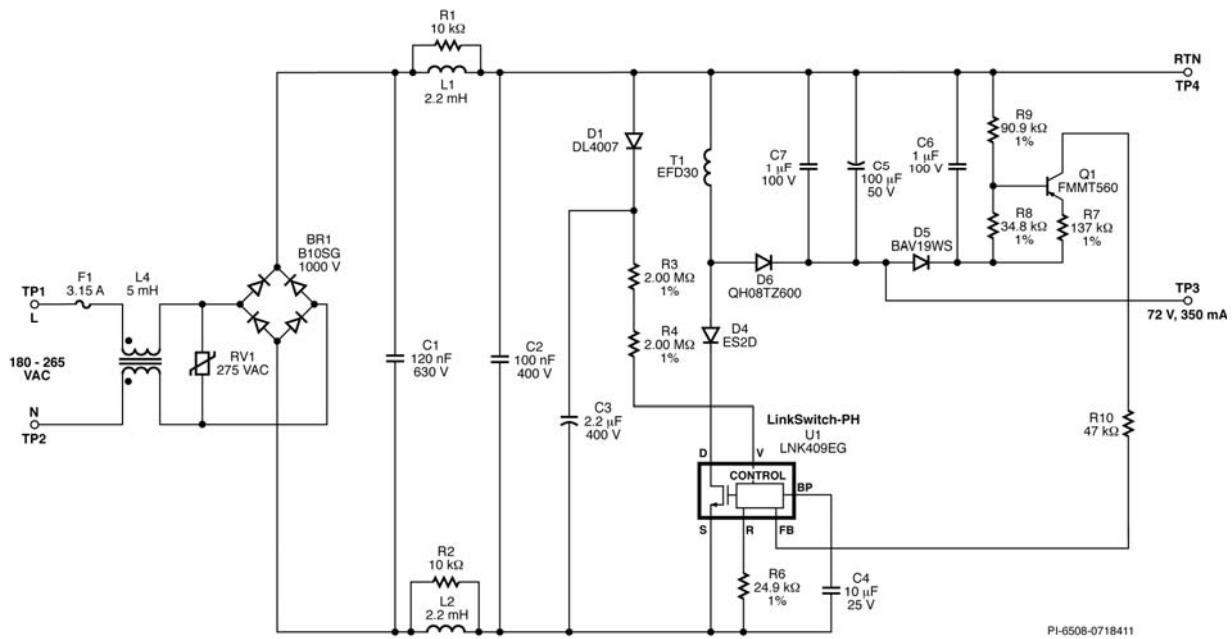 R1
10 kΩ
L1
2.2 mH
RTN
TP4
D1
DL4007
T1
EFD30
C7
1 µF
100 V
C5
100 µF
50 V
C6
1 µF
100 V
R9
90.9 kΩ
1%
Q1
FMMT560
R8
34.8 kΩ
1%
R7
137 kΩ
1%
D5
BAV19WS
BR1
B10SG
1000 V
F1
3.15 A
L4
5 mH
TP1
L
R3
2.00 MΩ
1%
D6
QH08TZ600
TP3
72 V, 350 mA
180 - 265
VAC
RV1
275 VAC
C1
120 nF
630 V
C2
100 nF
400 V
R4
2.00 MΩ
1%
D4
ES2D
N
TP2
C3
2.2 µF
400 V
LinkSwitch-PH
U1
LNK409EG
R10
47 kΩ
D
V
CONTROL
BP
S
R
FB
R2
10 kΩ
L2
2.2 mH
R6
24.9 kΩ
1%
C4
10 µF
25 V
PI-6508-0718411